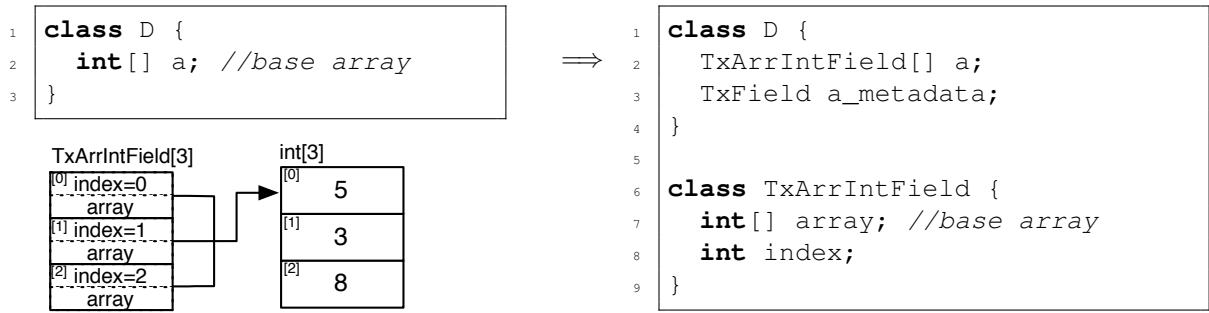 1 class D {
2 int[] a; //base array
3 }
TxArrIntField[3]
[0] index=0
array
[1] index=1
array
[2] index=2
array
int[3]
[0] 5
[1] 3
[2] 8
⟹
1 class D {
2 TxArrIntField[] a;
3 TxField a_metadata;
4 }
5
6 class TxArrIntField {
7 int[] array; //base array
8 int index;
9 }